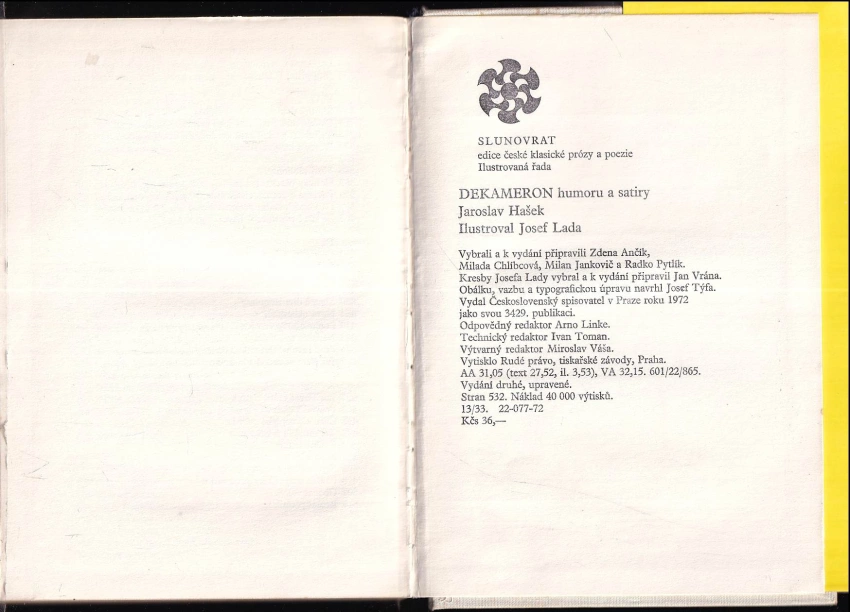 SLUNOVRAT
edice české klasické prózy a poezie
Ilustrovaná řada
DEKAMERON humoru a satiry
Jaroslav Hašek
Ilustroval Josef Lada
Vybrali a k vydání připravili Zdena Ančík,
Milada Chlíbcová, Milan Jankovič a Radko Pytlík.
Kresby Josefa Lady vybral a k vydání připravil Jan Vrána.
Obálku, vazbu a typografickou úpravu navrhl Josef Týfa.
Vydal Československý spisovatel v Praze roku 1972
jako svou 3429. publikaci.
Odpovědný redaktor Arno Linke.
Technický redaktor Ivan Toman.
Výtvarný redaktor Miroslav Váša.
Vytisklo Rudé právo, tiskařské závody, Praha.
AA 31,05 (text 27,52, il. 3,53), VA 32,15. 601/22/865.
Vydání druhé, upravené.
Stran 532. Náklad 40 000 výtisků.
13/33. 22-077-72
Kčs 36,—